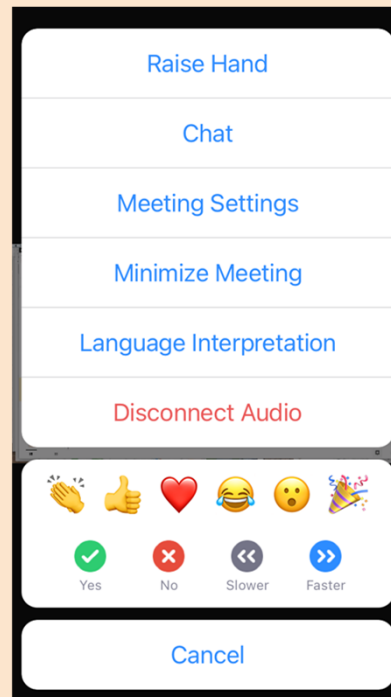 Raise Hand
Chat
Meeting Settings
Minimize Meeting
Language Interpretation
Disconnect Audio
Yes No Slower Faster
Cancel